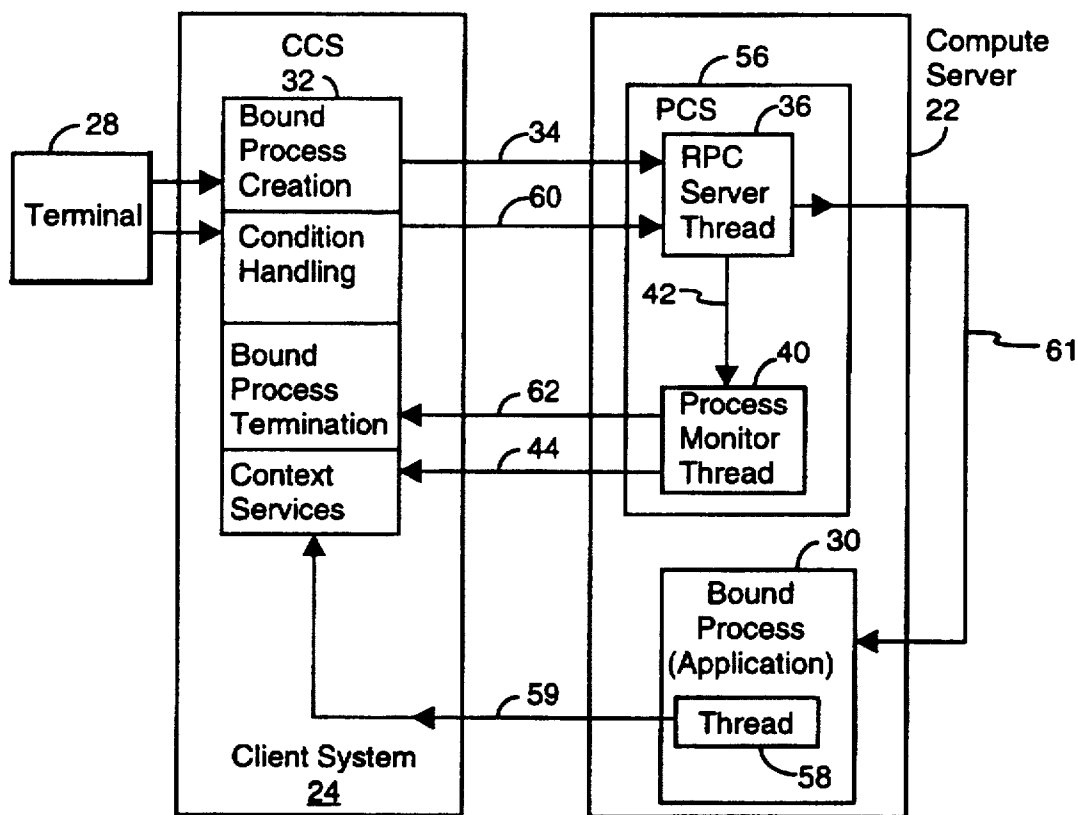 CCS
32
Bound
Process
Creation
Condition
Handling
Bound
Process
Termination
Context
Services
28
Terminal
Client System
24
34
60
62
44
59
Compute
Server
22
56
PCS
36
RPC
Server
Thread
42
40
Process
Monitor
Thread
61
30
Bound
Process
(Application)
Thread
58